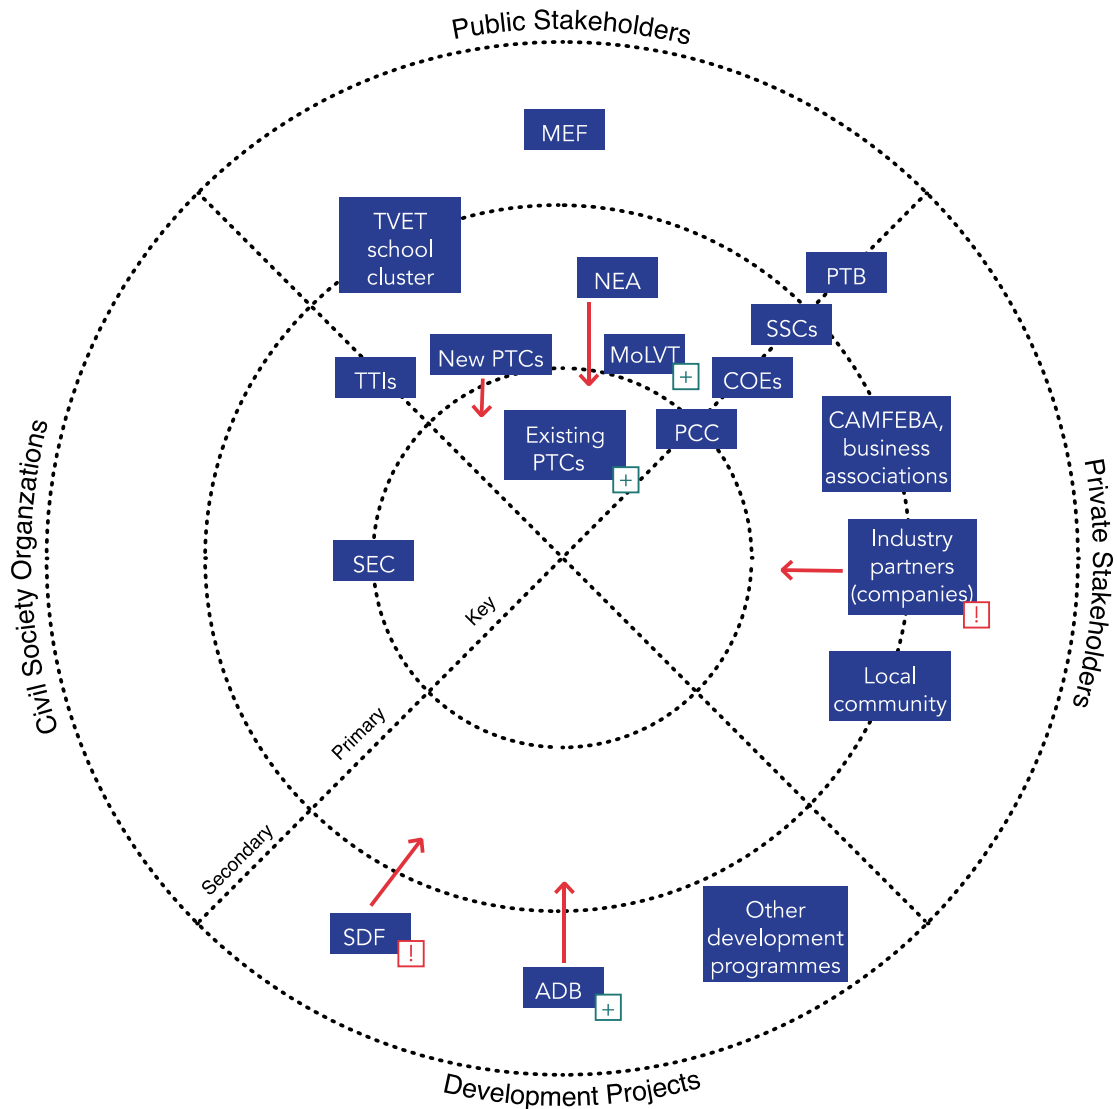 Public Stakeholders
MEF
TVET
school
cluster
NEA
PTB
SSCs
New PTCs
MoLVT
+
TTIs
COEs
Existing
PTCs
+
PCC
CAMFEBA,
business
associations
Civil Society Organzations
Private Stakeholders
SEC
Industry
partners
(companies)
!
Key
Local
community
Primary
Secondary
SDF
!
Other
development
programmes
ADB
+
Development Projects